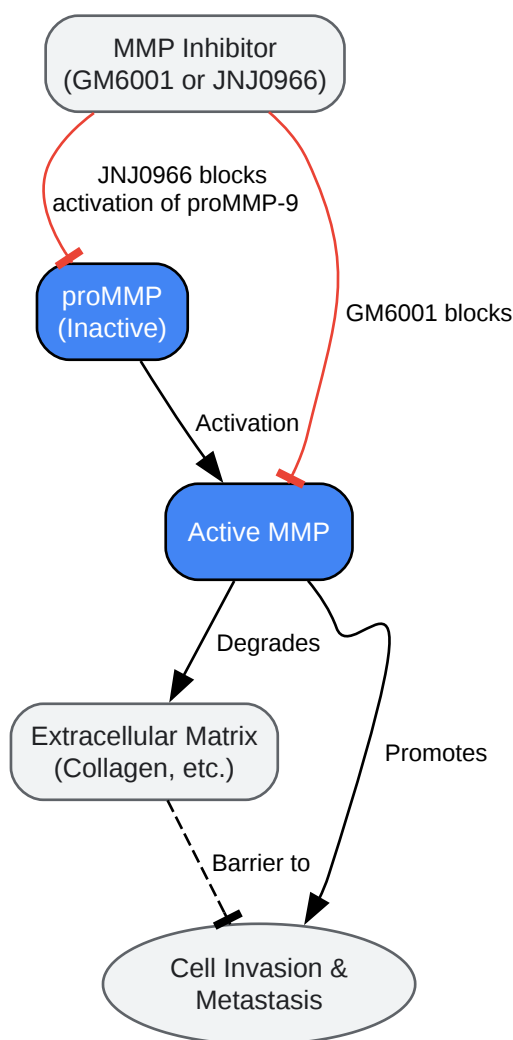 MMP Inhibitor
(GM6001 or JNJ0966)
JNJ0966 blocks
activation of proMMP-9
proMMP
(Inactive)
GM6001 blocks
Activation
Active MMP
Degrades
Extracellular Matrix
(Collagen, etc.)
Promotes
Barrier to
Cell Invasion &
Metastasis